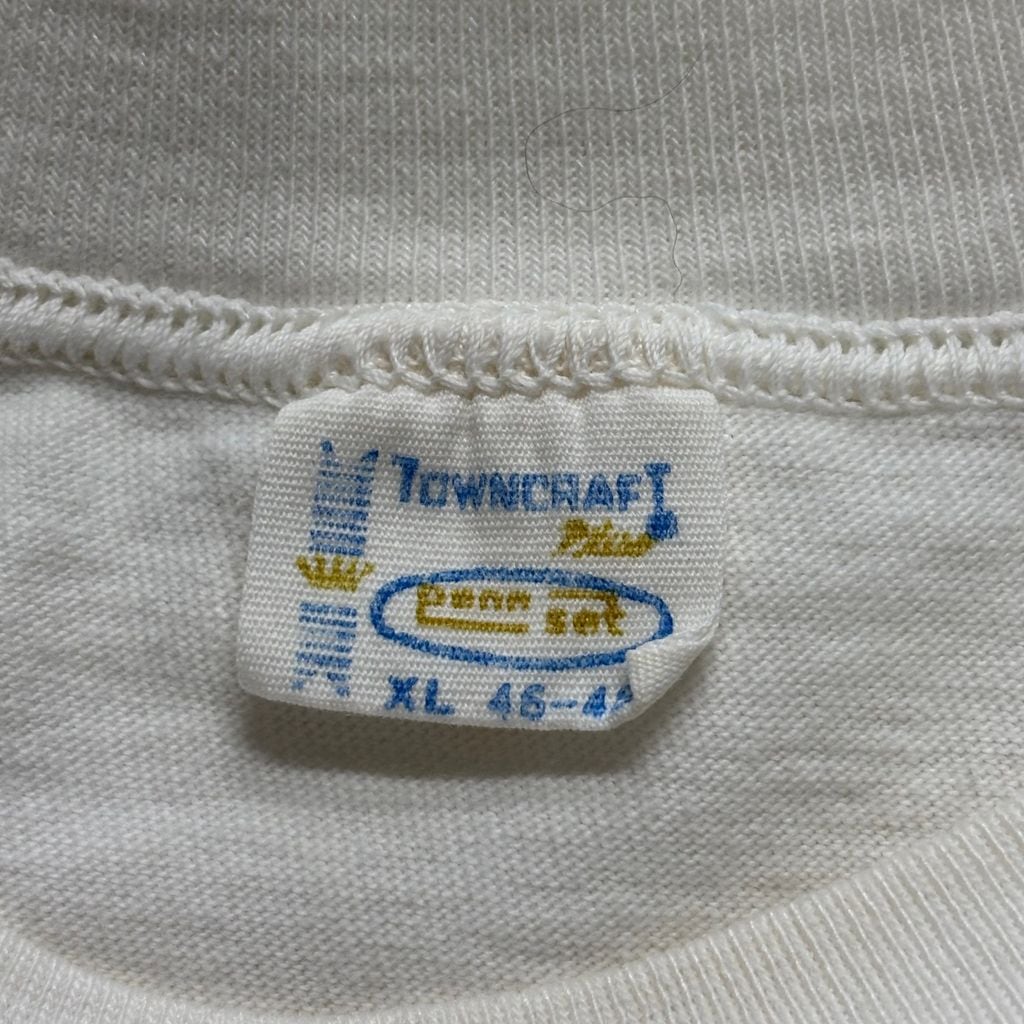 TOWNCRAFT
Plus
penn set
XL 46-4